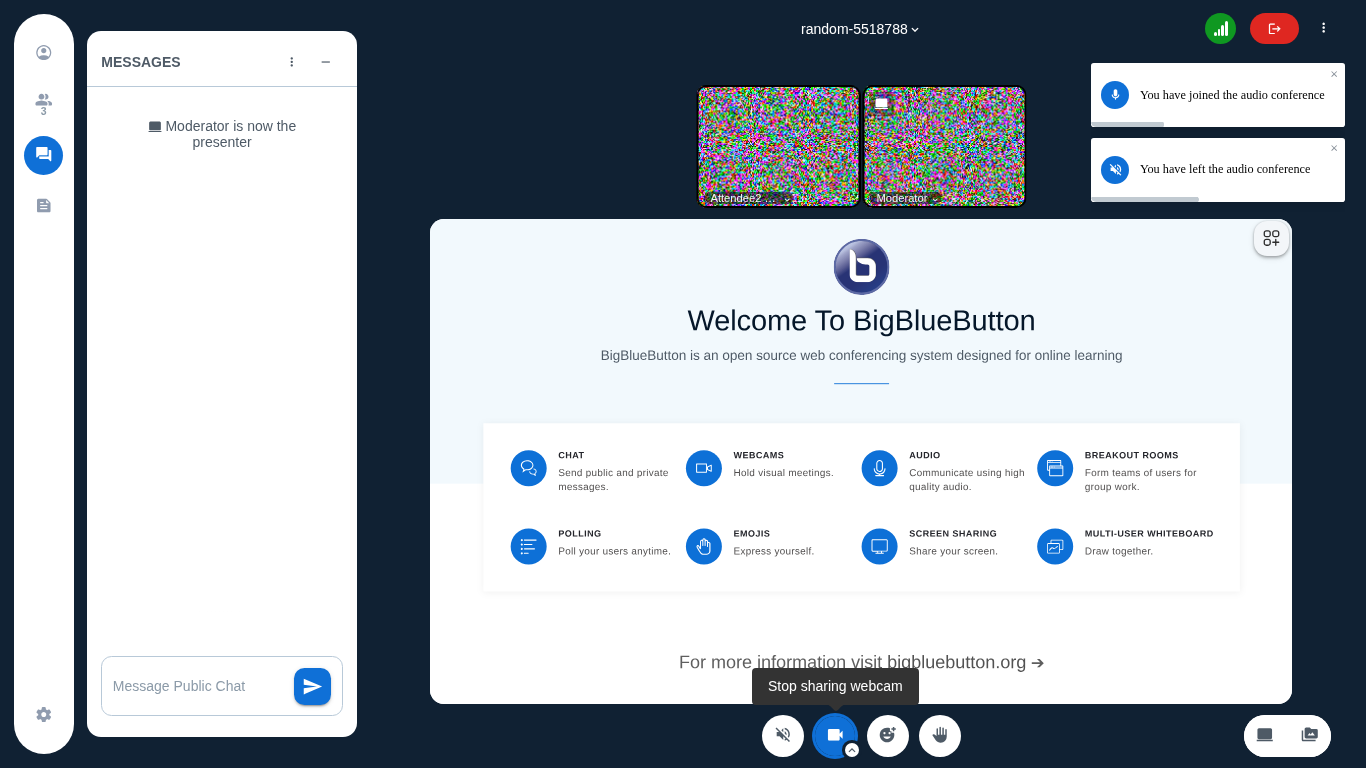 random-5518788
3
MESSAGES
Moderator is now the
presenter
Message Public Chat
Attendee2 ...
Moderator
You have joined the audio conference
You have left the audio conference
Welcome To BigBlueButton
BigBlueButton is an open source web conferencing system designed for online learning
CHAT
Send public and private
messages.
WEBCAMS
Hold visual meetings.
AUDIO
Communicate using high
quality audio.
BREAKOUT ROOMS
Form teams of users for
group work.
POLLING
Poll your users anytime.
EMOJIS
Express yourself.
SCREEN SHARING
Share your screen.
MULTI-USER WHITEBOARD
Draw together.
For more information visit bigbluebutton.org ➔
Stop sharing webcam